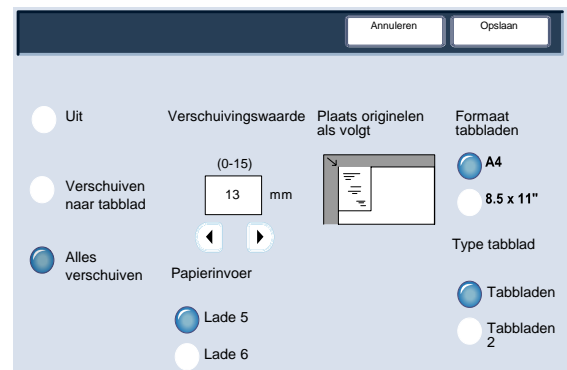 Annuleren
Opslaan
Uit
Verschuiven
naar tabblad
Alles
verschuiven
Verschuivingswaarde
(0-15)
13 mm
Papierinvoer
Lade 5
Lade 6
Plaats originelen
als volgt
Formaat
tabbladen
A4
8.5 x 11"
Type tabblad
Tabbladen
Tabbladen
2